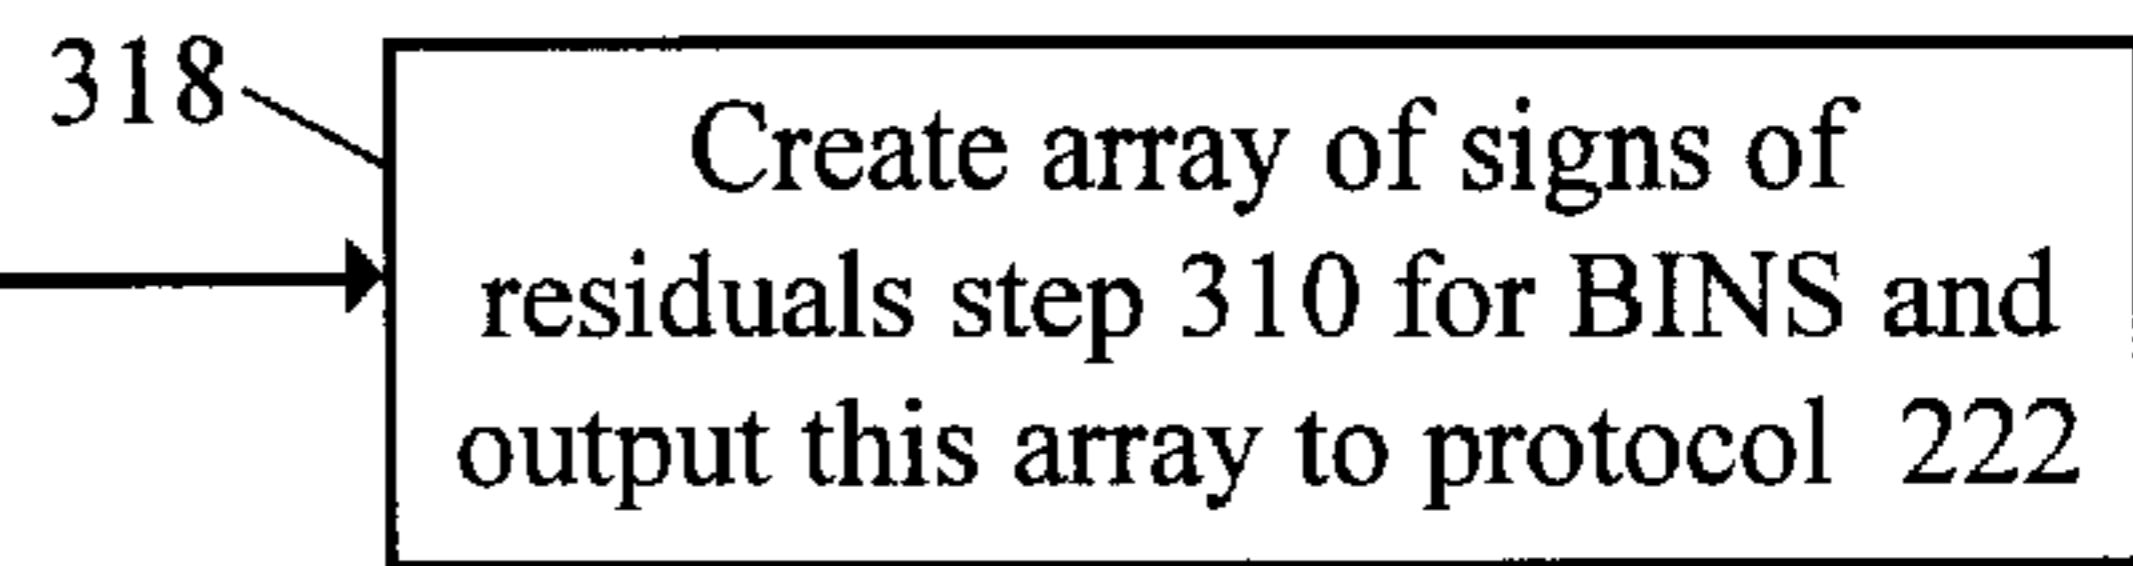 318
Create array of signs of
residuals step 310 for BINS and
output this array to protocol 222